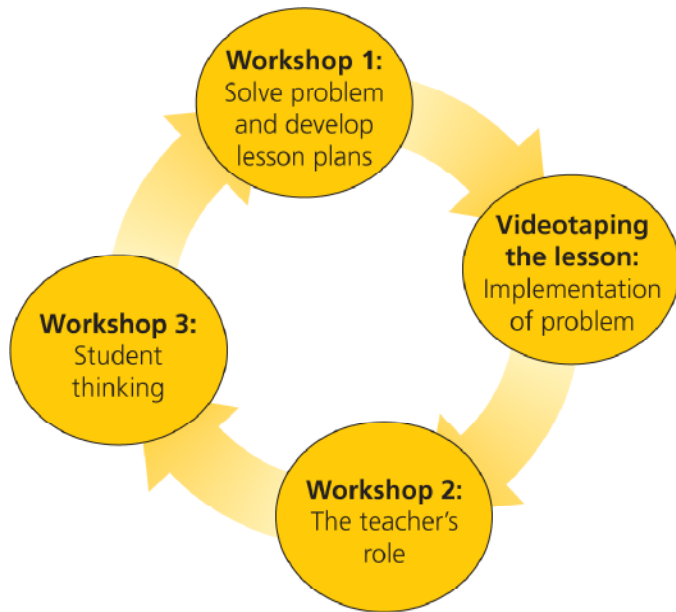 Workshop 1:
Solve problem
and develop
lesson plans
Videotaping
the lesson:
Implementation
of problem
Workshop 2:
The teacher’s
role
Workshop 3:
Student
thinking